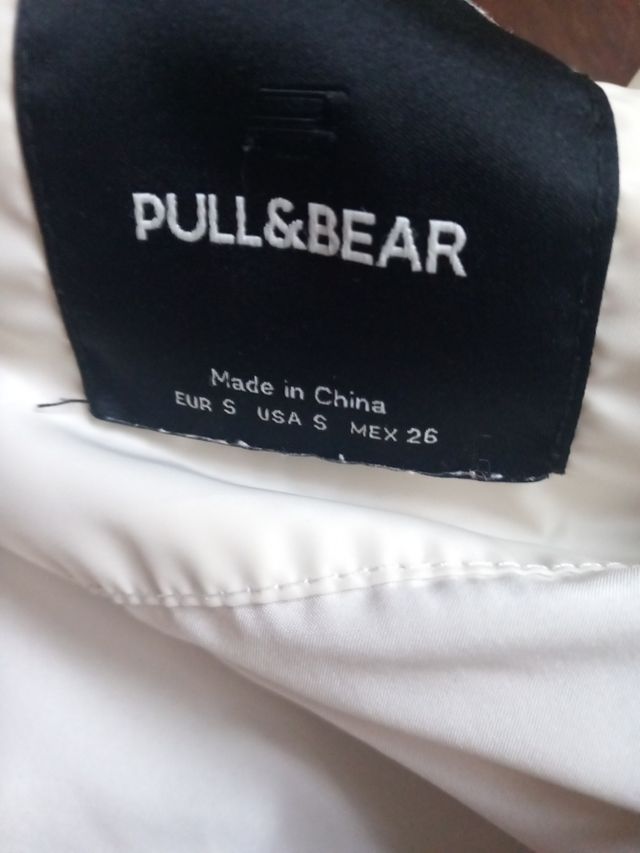 PULL&BEAR
Made in China
EUR S USA S MEX 26